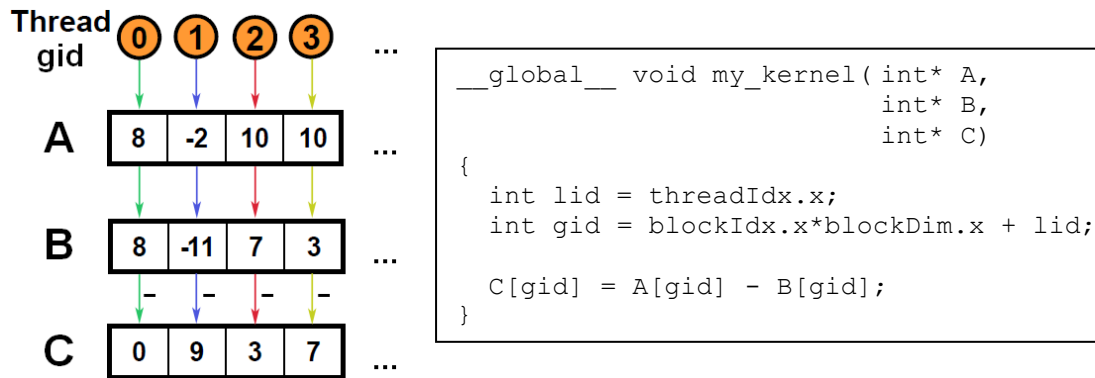 Thread
gid
0 1 2 3 ...
A 8 -2 10 10 ...
B 8 -11 7 3 ...
- - - -
C 0 9 3 7 ...
__global__ void my_kernel( int* A,
int* B,
int* C)
{
int lid = threadIdx.x;
int gid = blockIdx.x*blockDim.x + lid;
C[gid] = A[gid] - B[gid];
}